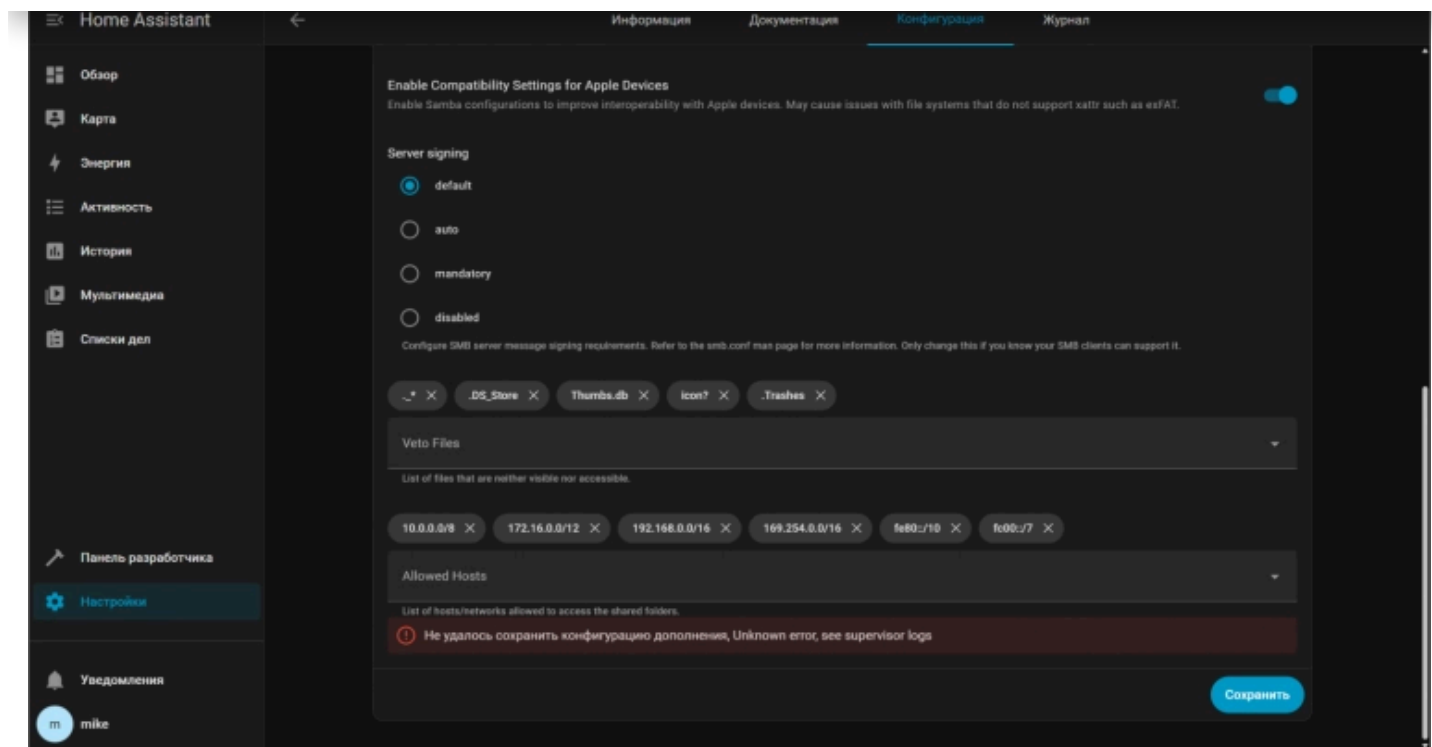 Home Assistant
Информация Документация Конфигурация Журнал
Обзор
Карта
Энергия
Активность
История
Мультимедиа
Списки дел
Панель разработчика
Настройки
Уведомления
m mike
Enable Compatibility Settings for Apple Devices
Enable Samba configurations to improve interoperability with Apple devices. May cause issues with file systems that do not support xattr such as exFAT.
Server signing
default
auto
mandatory
disabled
Configure SMB server message signing requirements. Refer to the smb.conf man page for more information. Only change this if you know your SMB clients can support it.
._* .DS_Store Thumbs.db icon? .Trashes
Veto Files
List of files that are neither visible nor accessible.
10.0.0.0/8 172.16.0.0/12 192.168.0.0/16 169.254.0.0/16 fe80::/10 fc00::/7
Allowed Hosts
List of hosts/networks allowed to access the shared folders.
Не удалось сохранить конфигурацию дополнения, Unknown error, see supervisor logs
Сохранить